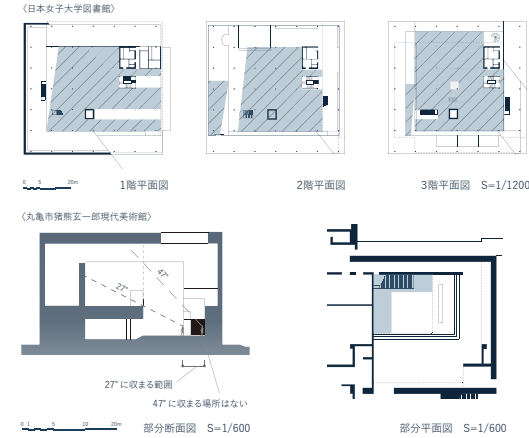 〈日本女子大学図書館〉
0 5 20m
1階平面図
2階平面図
3階平面図 S=1/1200
〈丸亀市猪熊玄一郎現代美術館〉
27°
47°
27°に収まる範囲
47°に収まる場所はない
0 1 5 10 20m
部分断面図 S=1/600
部分平面図 S=1/600